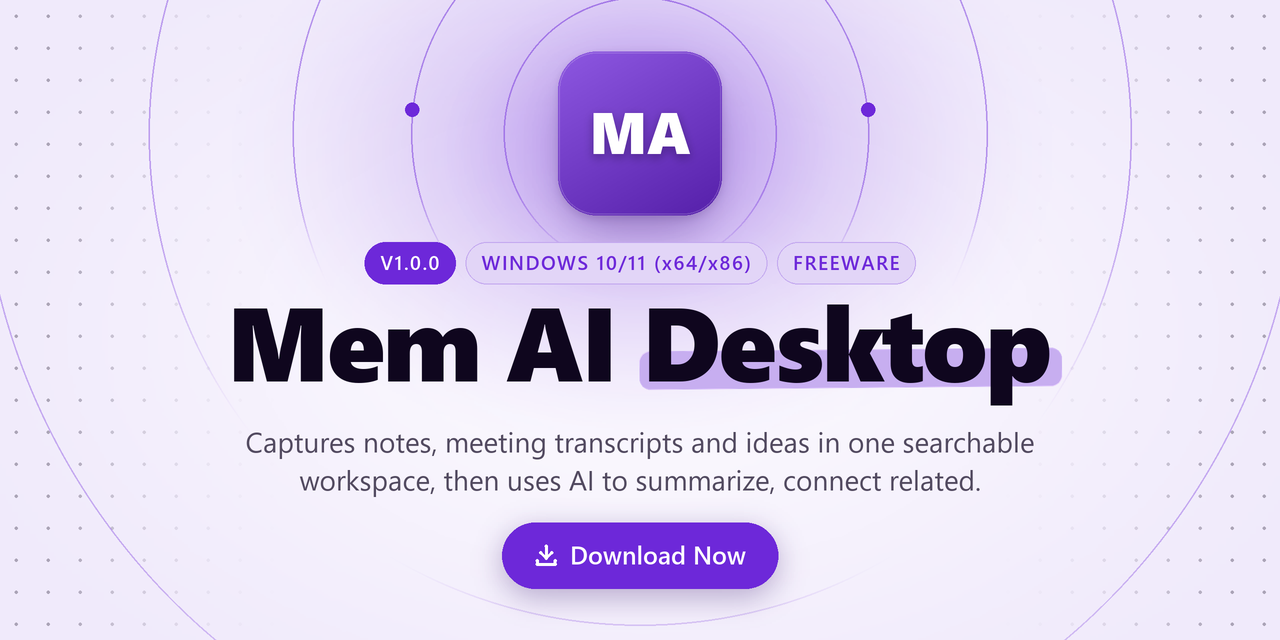 MA
V1.0.0 WINDOWS 10/11 (x64/x86) FREEWARE
Mem AI Desktop
Captures notes, meeting transcripts and ideas in one searchable
workspace, then uses AI to summarize, connect related.
Download Now